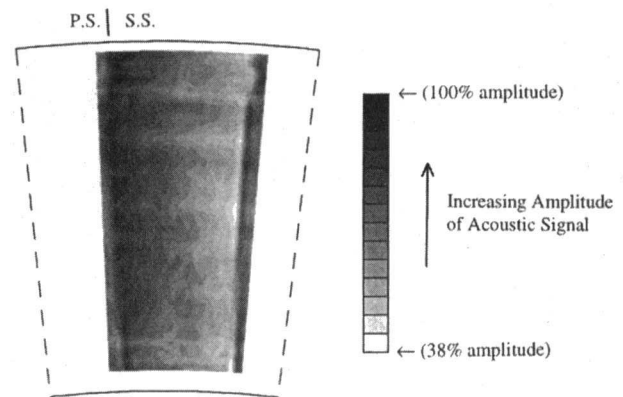 P.S. | S.S.
← (100% amplitude)
Increasing Amplitude
of Acoustic Signal
← (38% amplitude)